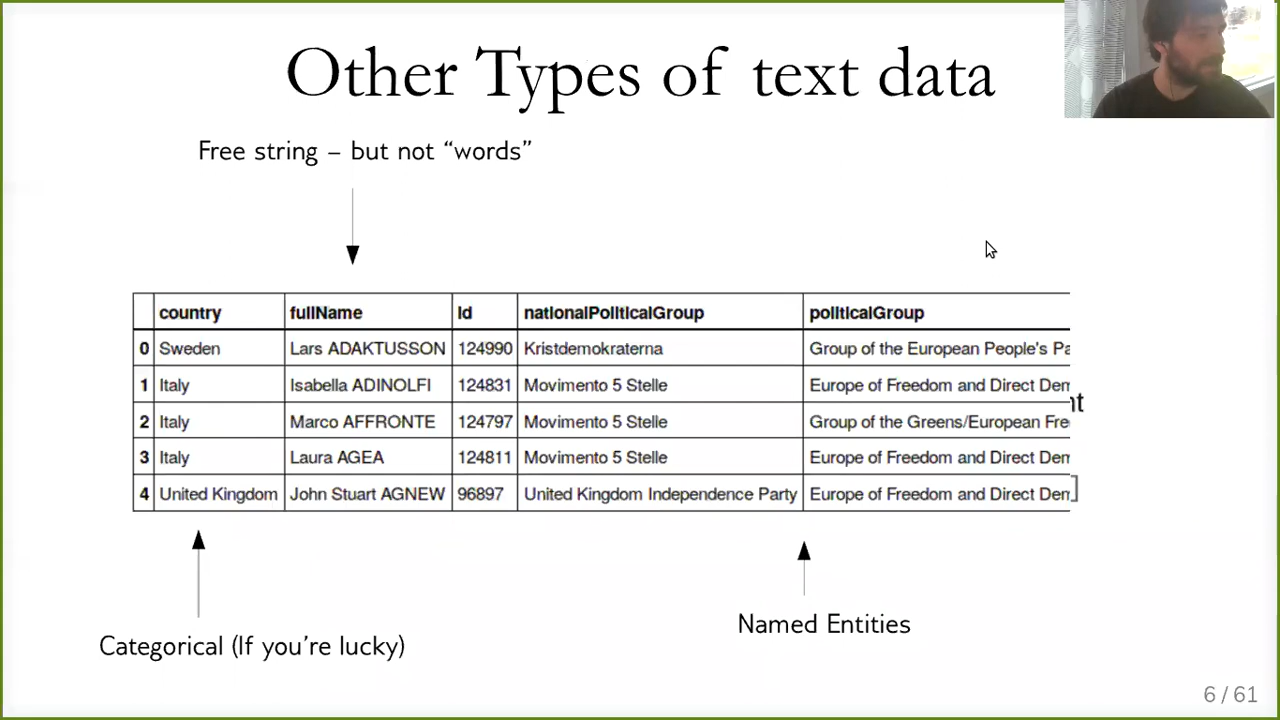 Other Types of text data
Free string – but not “words”
country fullName id nationalPoliticalGroup politicalGroup
0 Sweden Lars ADAKTUSSON 124990 Kristdemokraterna Group of the European People's Pa
1 Italy Isabella ADINOLFI 124831 Movimento 5 Stelle Europe of Freedom and Direct Dem
nt
2 Italy Marco AFFRONTE 124797 Movimento 5 Stelle Group of the Greens/European Fre
3 Italy Laura AGEA 124811 Movimento 5 Stelle Europe of Freedom and Direct Dem
4 United Kingdom John Stuart AGNEW 96897 United Kingdom Independence Party Europe of Freedom and Direct Dem ]
Named Entities
Categorical (If you’re lucky)
6 / 61